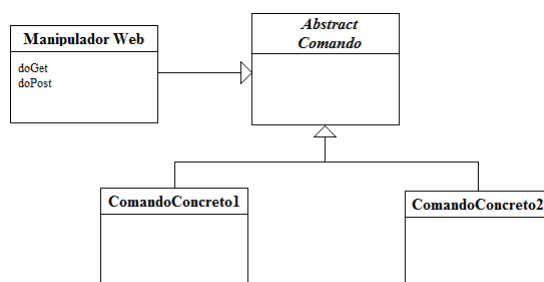 Manipulador Web
doGet
doPost
Abstract
Comando
ComandoConcreto1
ComandoConcreto2